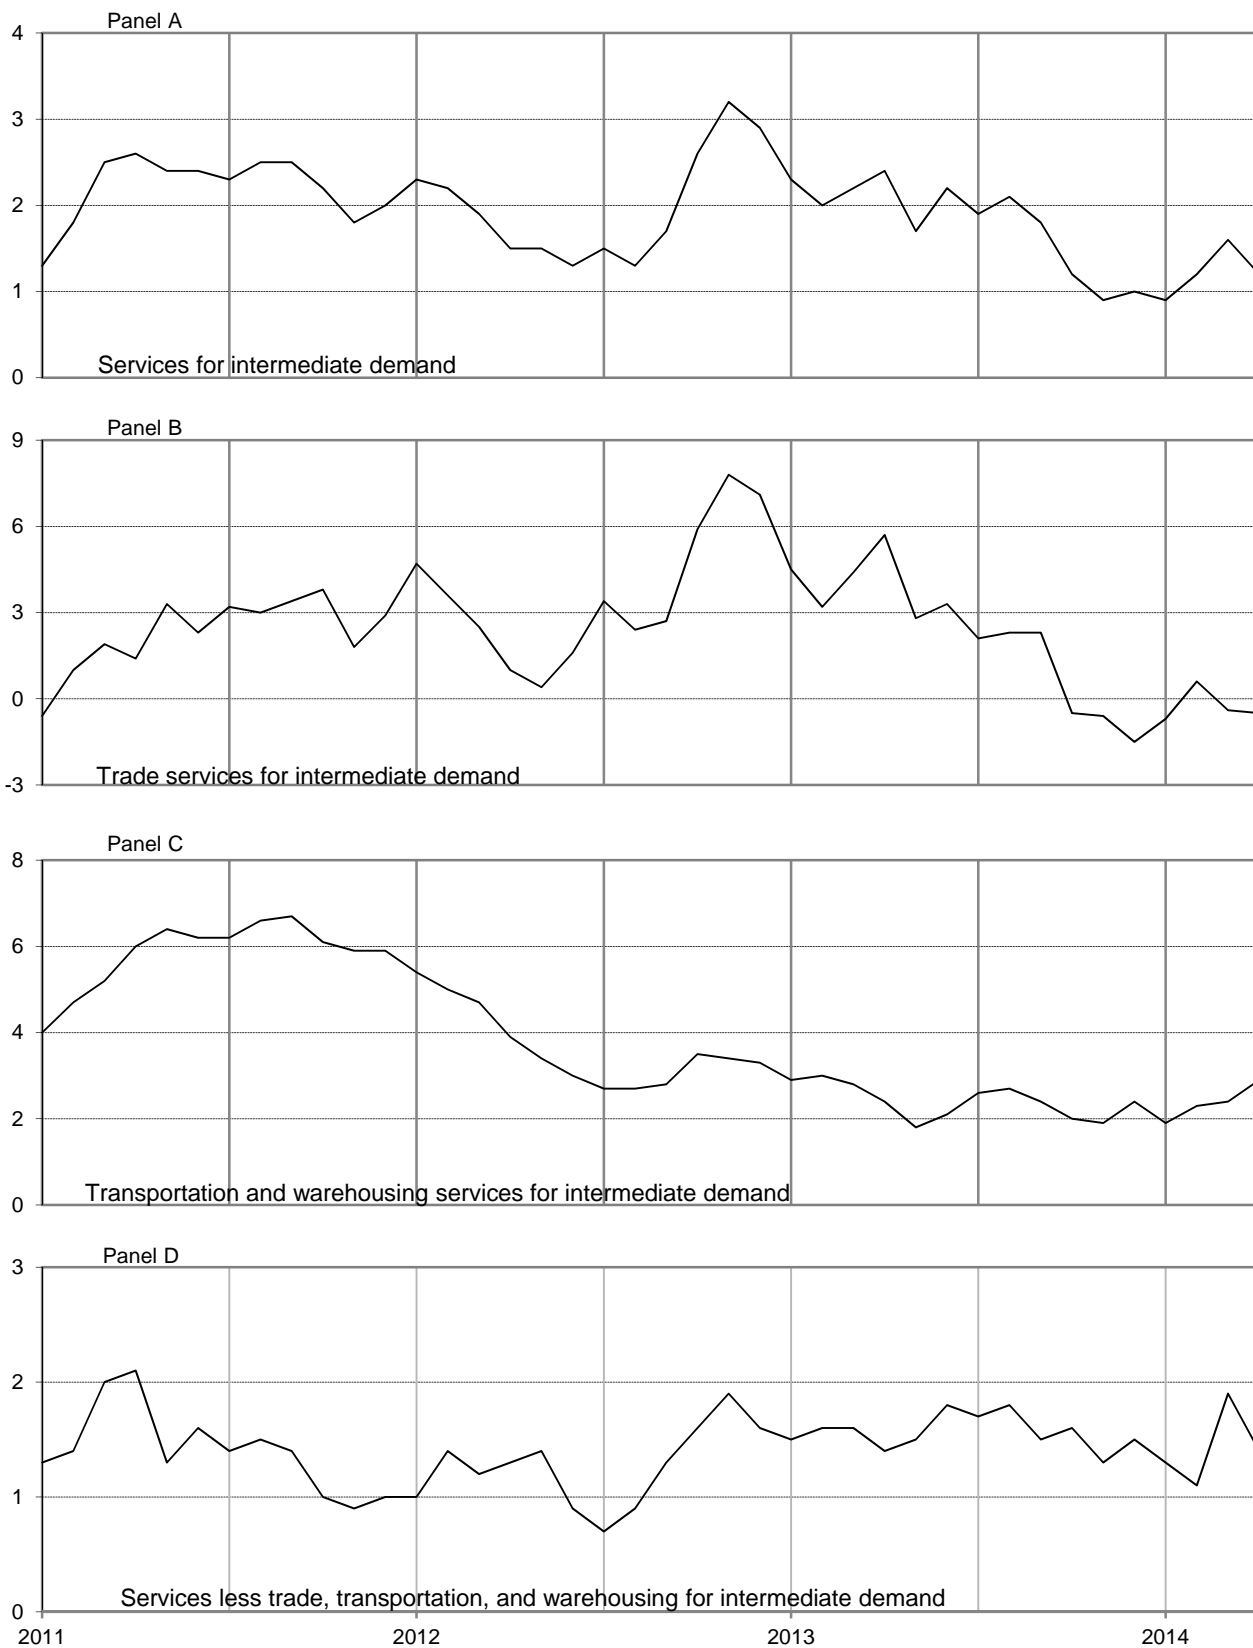 Panel A
4
3
2
1
0
Services for intermediate demand
Panel B
9
6
3
0
-3
Trade services for intermediate demand
Panel C
8
6
4
2
0
Transportation and warehousing services for intermediate demand
Panel D
3
2
1
0
Services less trade, transportation, and warehousing for intermediate demand
2011 2012 2013 2014